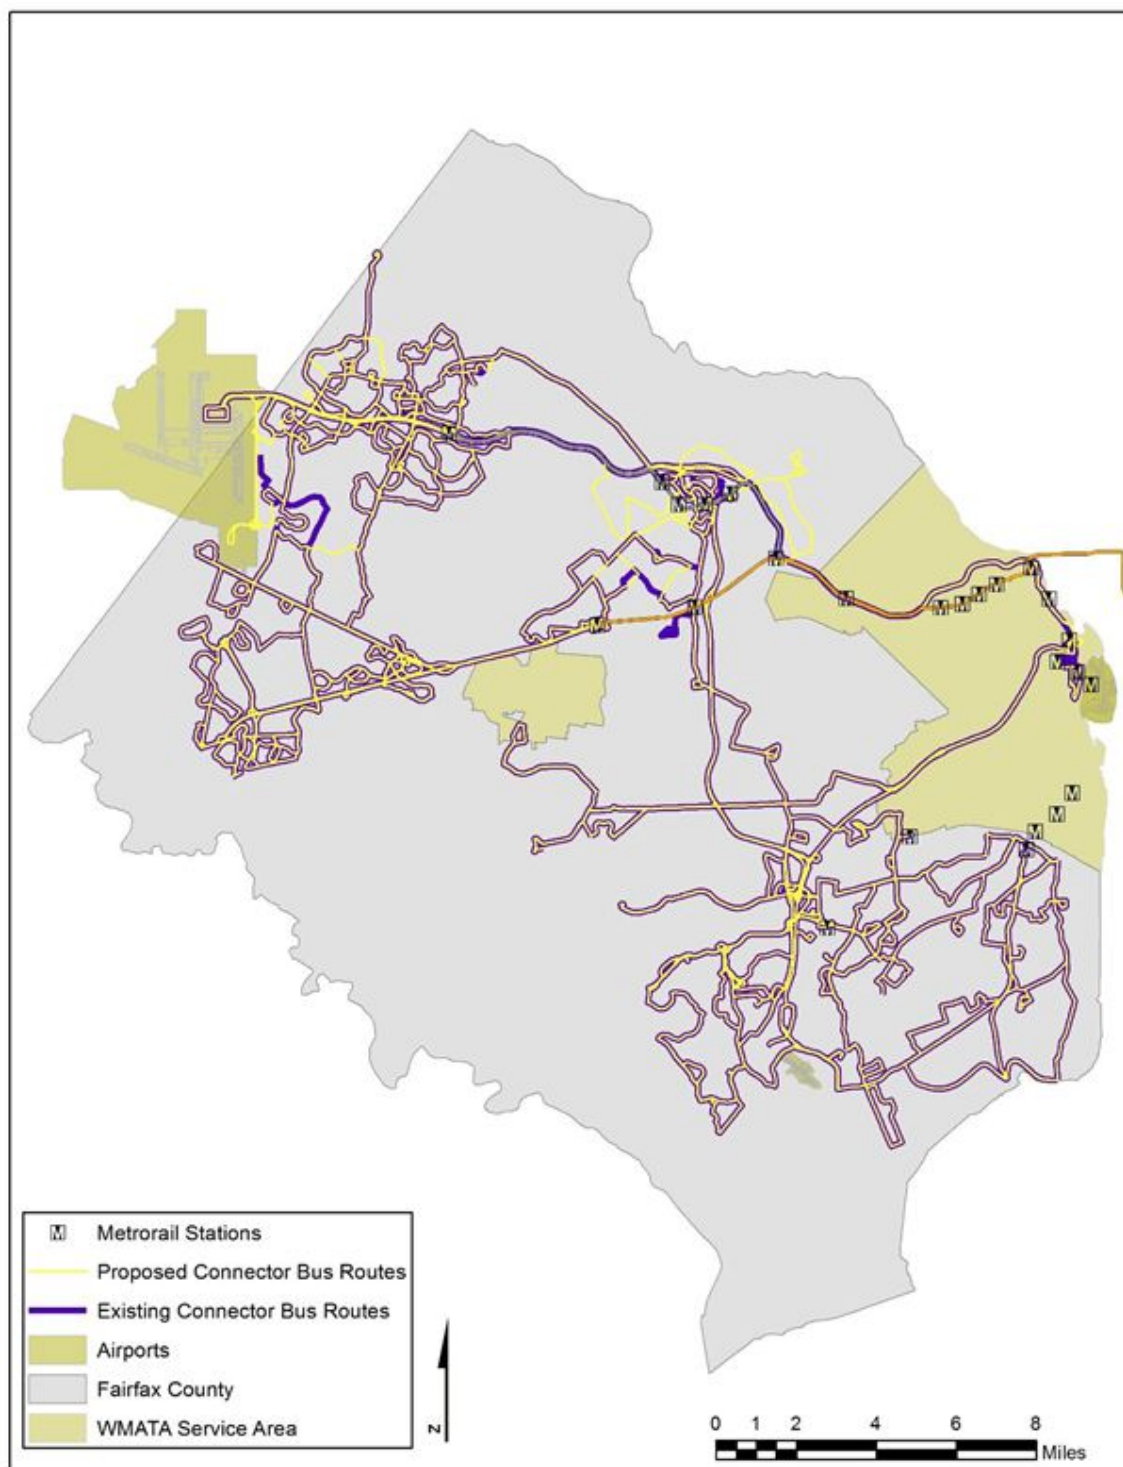 M Metrorail Stations
Proposed Connector Bus Routes
Existing Connector Bus Routes
Airports
Fairfax County
WMATA Service Area
N
0 1 2 4 6 8
Miles